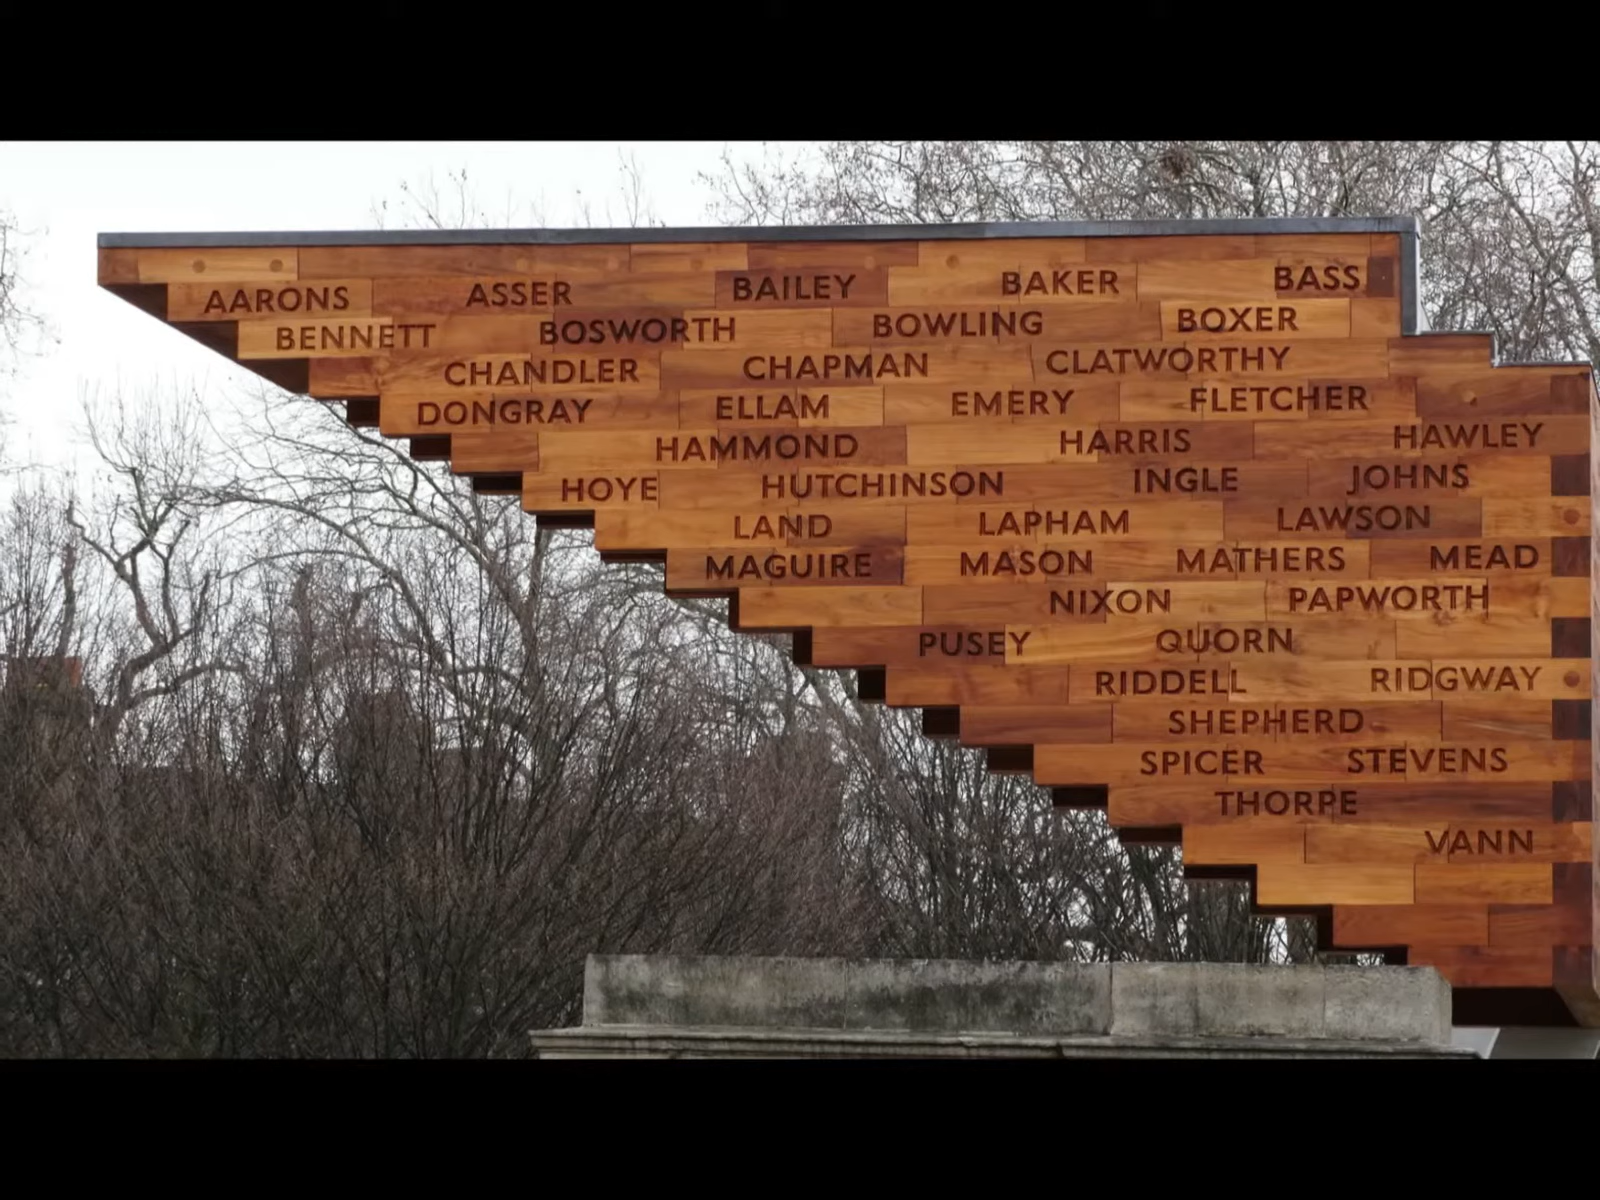 AARONS ASSER BAILEY BAKER BASS
BENNETT BOSWORTH BOWLING BOXER
CHANDLER CHAPMAN CLATWORTHY
DONGRAY ELLAM EMERY FLETCHER
HAMMOND HARRIS HAWLEY
HOYE HUTCHINSON INGLE JOHNS
LAND LAPHAM LAWSON
MAGUIRE MASON MATHERS MEAD
NIXON PAPWORTH
PUSEY QUORN
RIDDELL RIDGWAY
SHEPHERD
SPICER STEVENS
THORPE
VANN